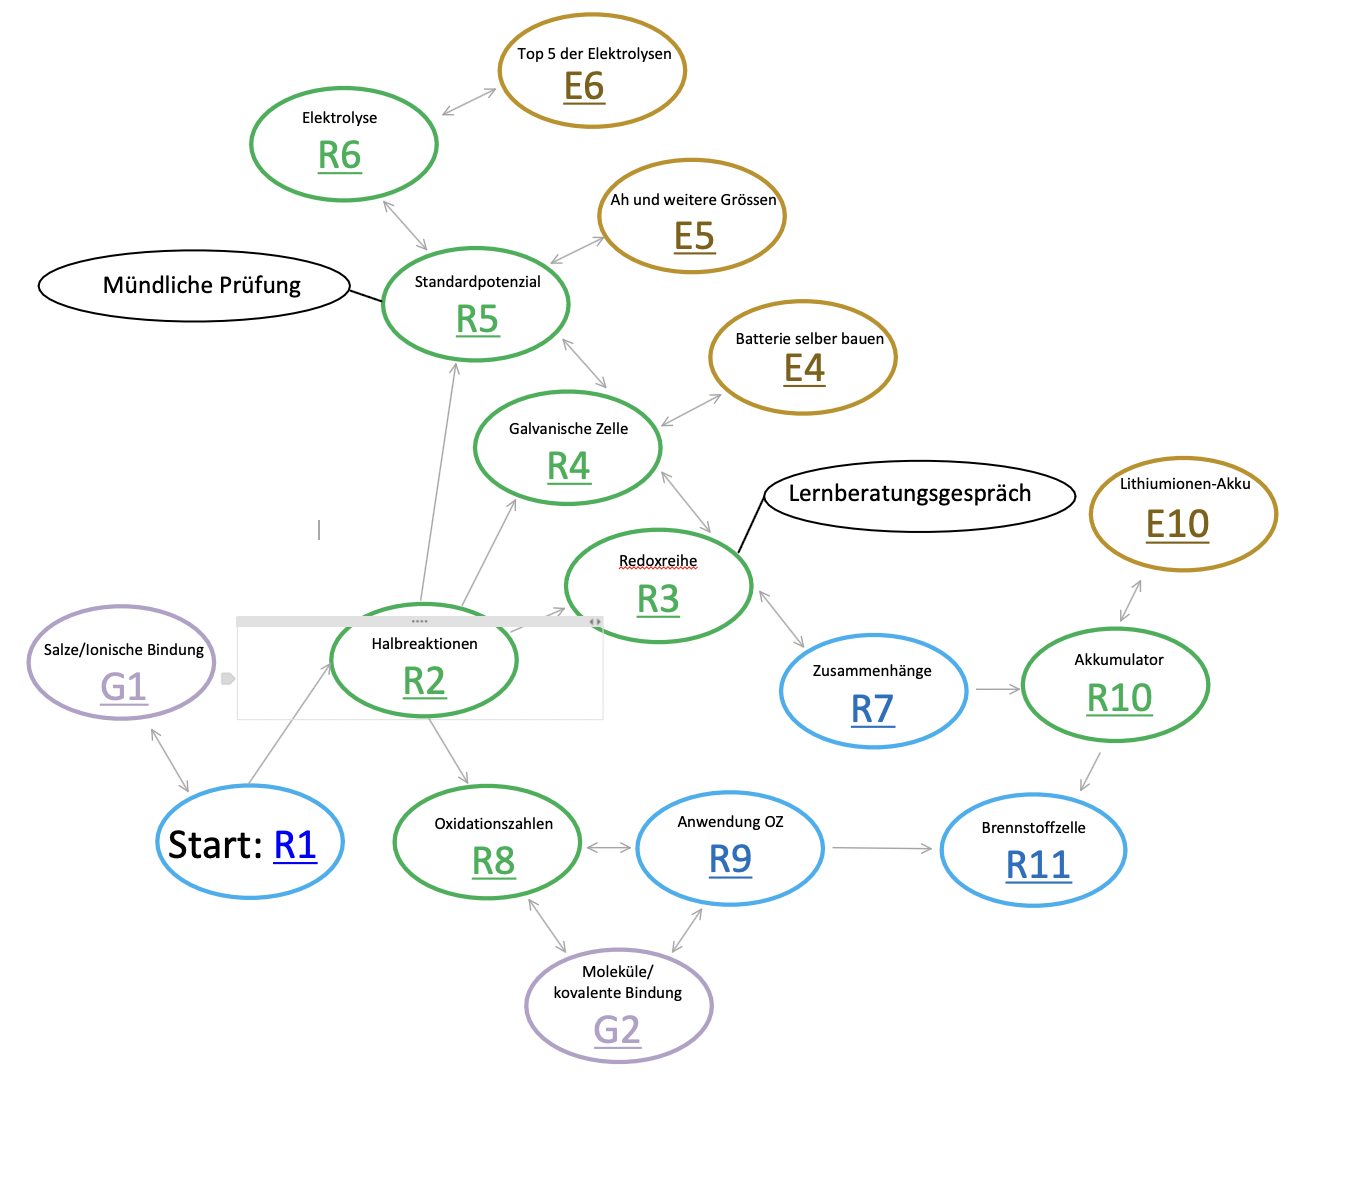 Top 5 der Elektrolysen
E6
Elektrolyse
R6
Ah und weitere Grössen
E5
Mündliche Prüfung
Standardpotenzial
R5
Batterie selber bauen
E4
Galvanische Zelle
R4
Lernberatungsgespräch
Lithiumionen-Akku
E10
Redoxreihe
R3
Salze/Ionische Bindung
G1
Halbreaktionen
R2
Zusammenhänge
R7
Akkumulator
R10
Start: R1
Oxidationszahlen
R8
Anwendung OZ
R9
Brennstoffzelle
R11
Moleküle/
kovalente Bindung
G2